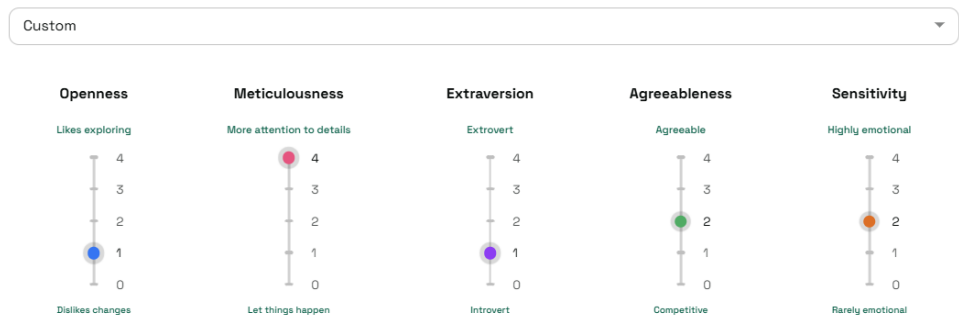 Custom
Openness Meticulousness Extraversion Agreeableness Sensitivity
Likes exploring More attention to details Extrovert Agreeable Highly emotional
4 4 4 4 4
3 3 3 3 3
2 2 2 2 2
1 1 1 1 1
0 0 0 0 0
Dislikes changes Let things happen Introvert Competitive Rarely emotional